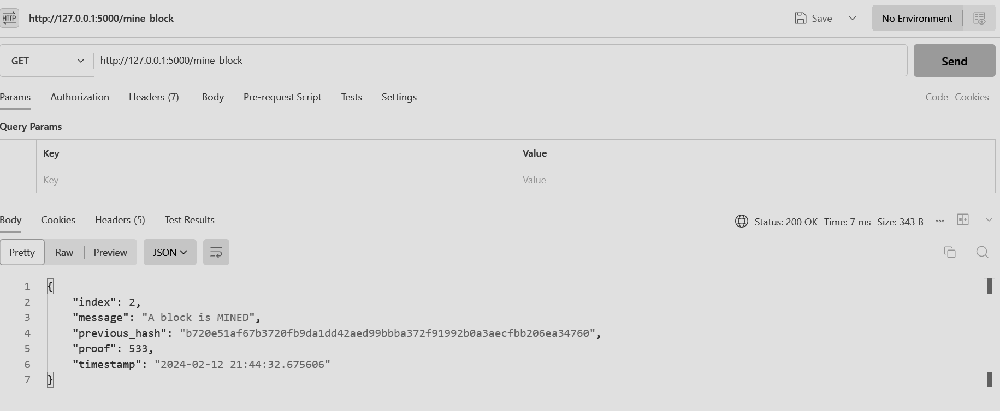 HTTP http://127.0.0.1:5000/mine_block Save No Environment
GET http://127.0.0.1:5000/mine_block Send
Params Authorization Headers (7) Body Pre-request Script Tests Settings Code Cookies
Query Params
Key Value
Key Value
Body Cookies Headers (5) Test Results Status: 200 OK Time: 7 ms Size: 343 B
Pretty Raw Preview JSON
1 {
2 "index": 2,
3 "message": "A block is MINED",
4 "previous_hash": "b720e51af67b3720fb9da1dd42aed99bbba372f91992b0a3aecfbb206ea34760",
5 "proof": 533,
6 "timestamp": "2024-02-12 21:44:32.675606"
7 }